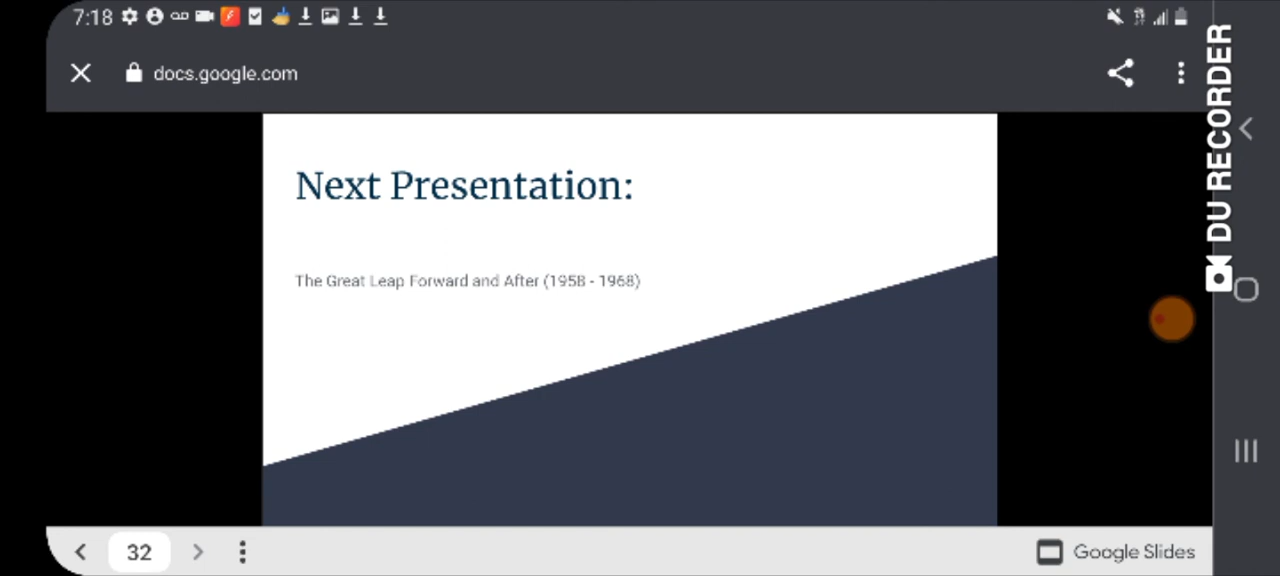 7:18
docs.google.com
DU RECORDER
Next Presentation:
The Great Leap Forward and After (1958 - 1968)
32
Google Slides